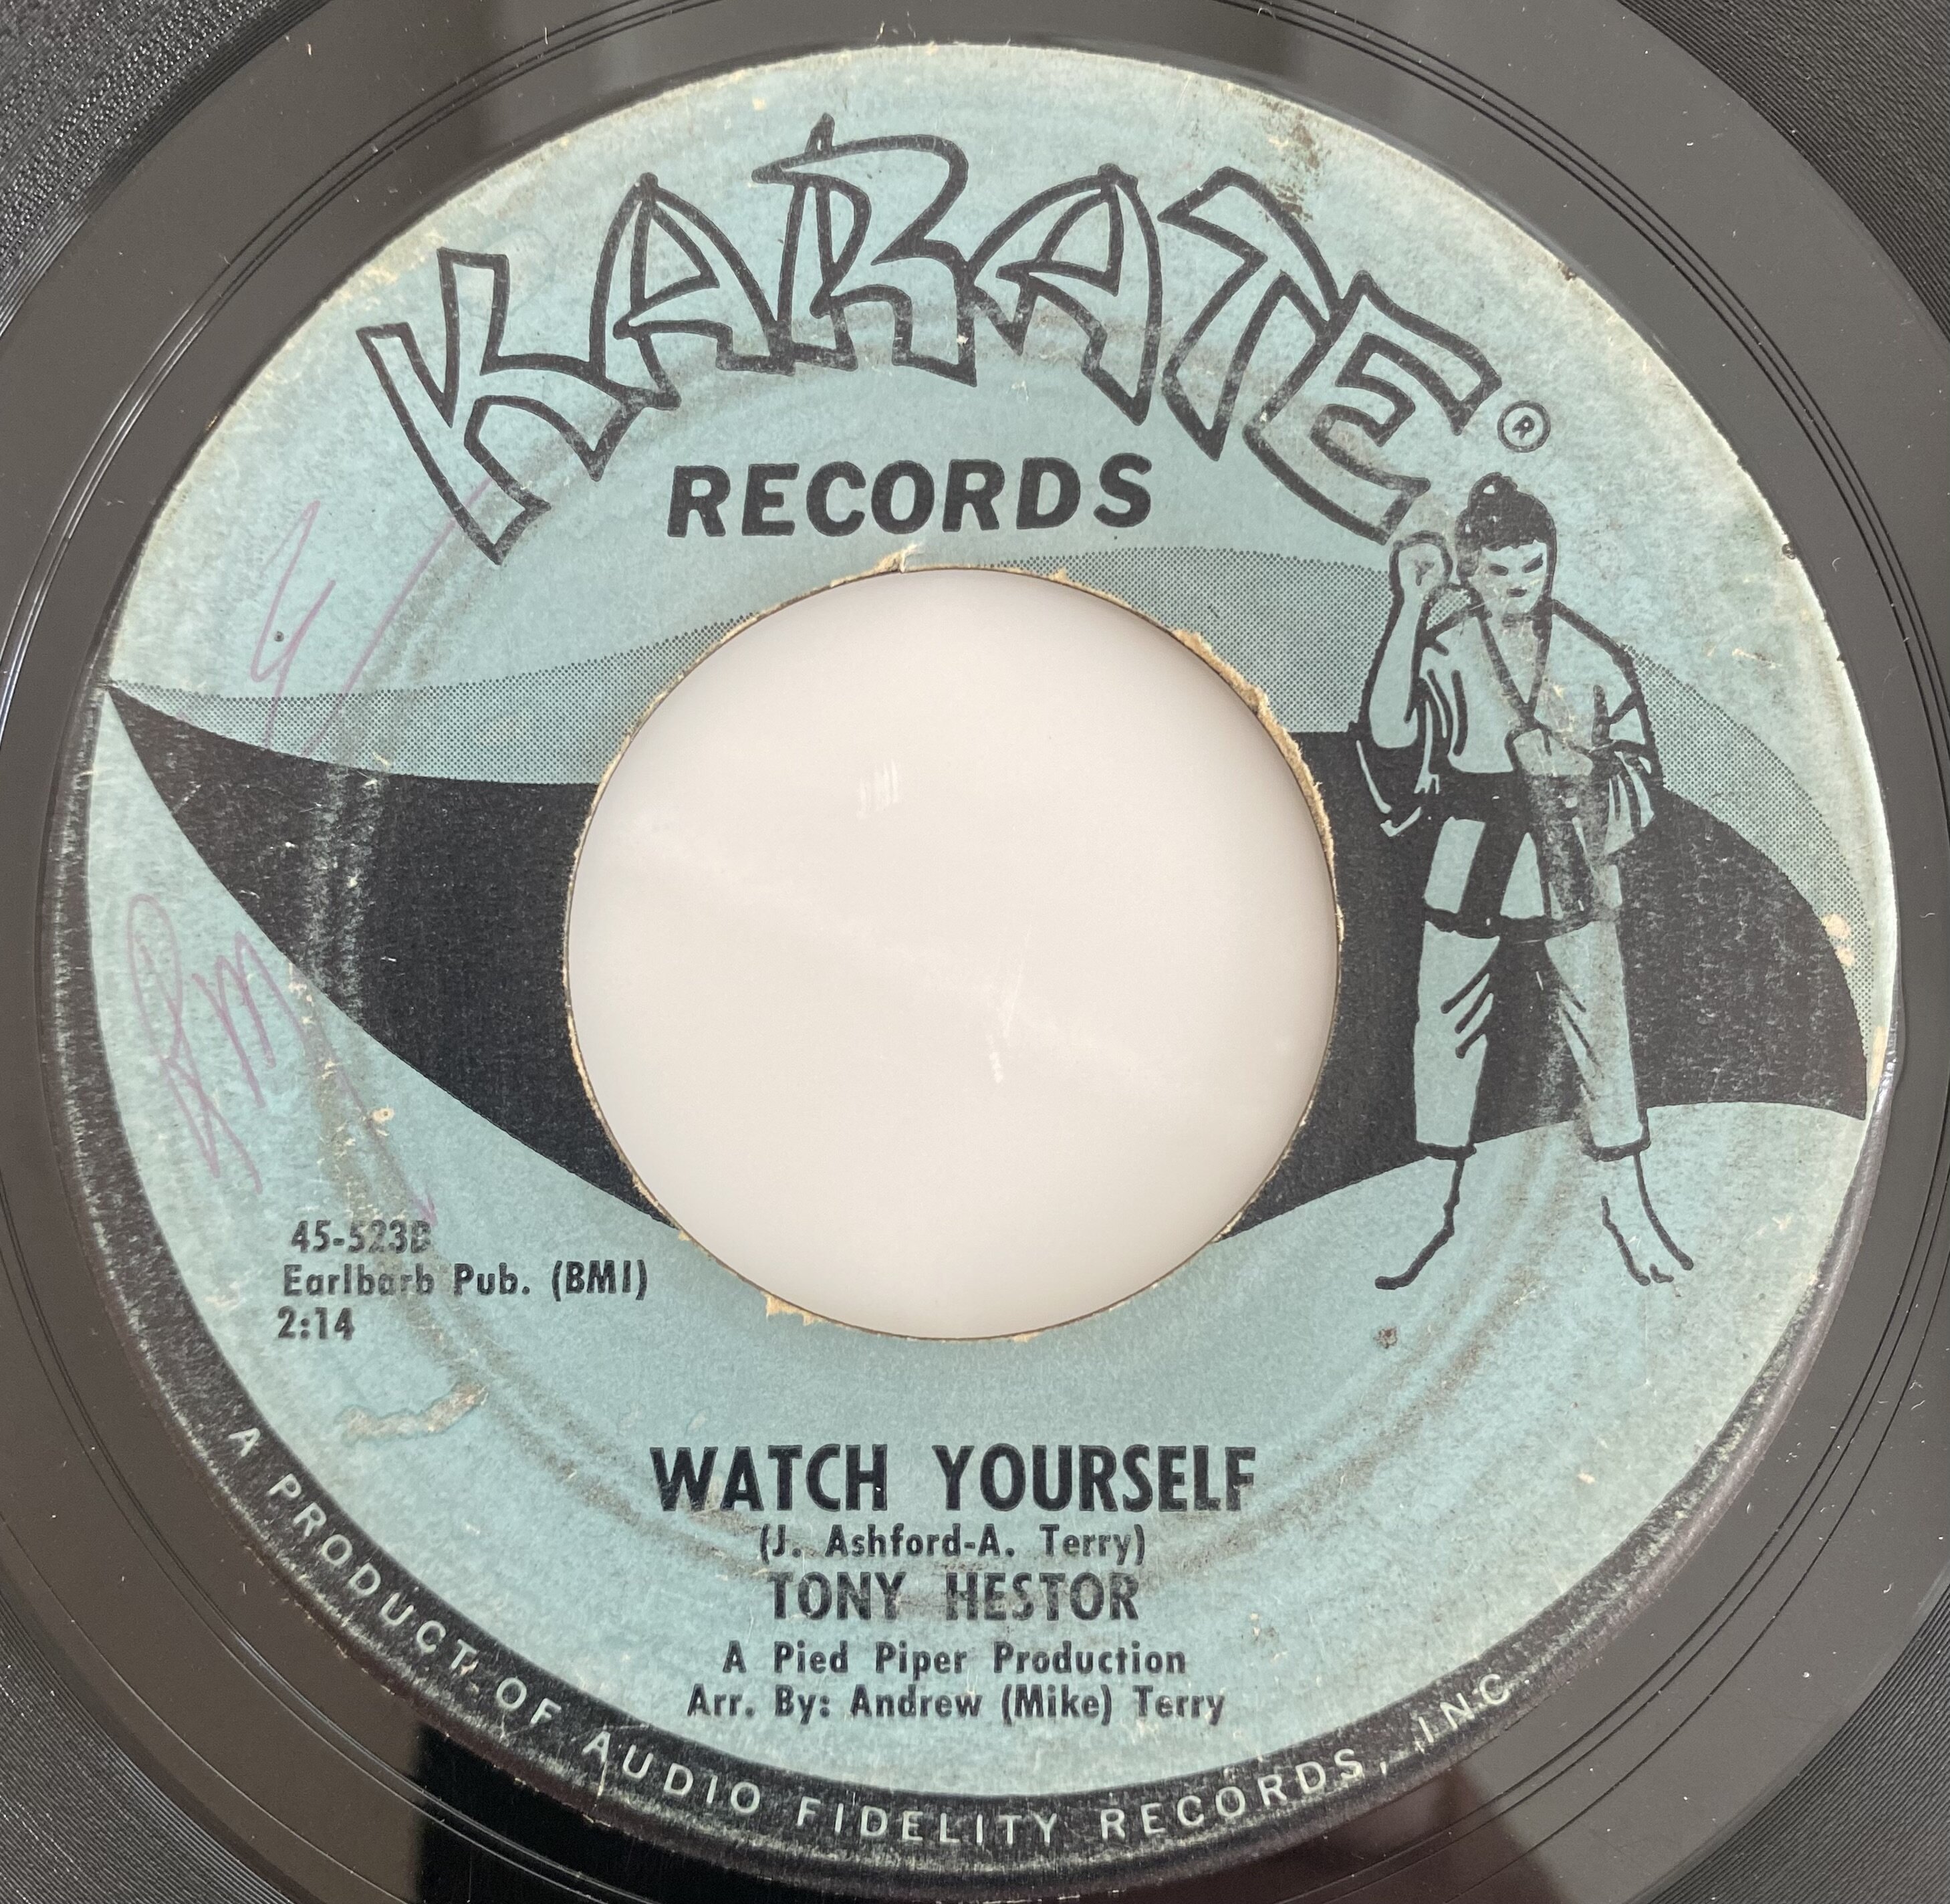 KARATE ®
RECORDS
45-523B
Earlbarb Pub. (BMI)
2:14
WATCH YOURSELF
(J. Ashford-A. Terry)
TONY HESTOR
A Pied Piper Production
Arr. By: Andrew (Mike) Terry
A PRODUCT OF AUDIO FIDELITY RECORDS, INC.